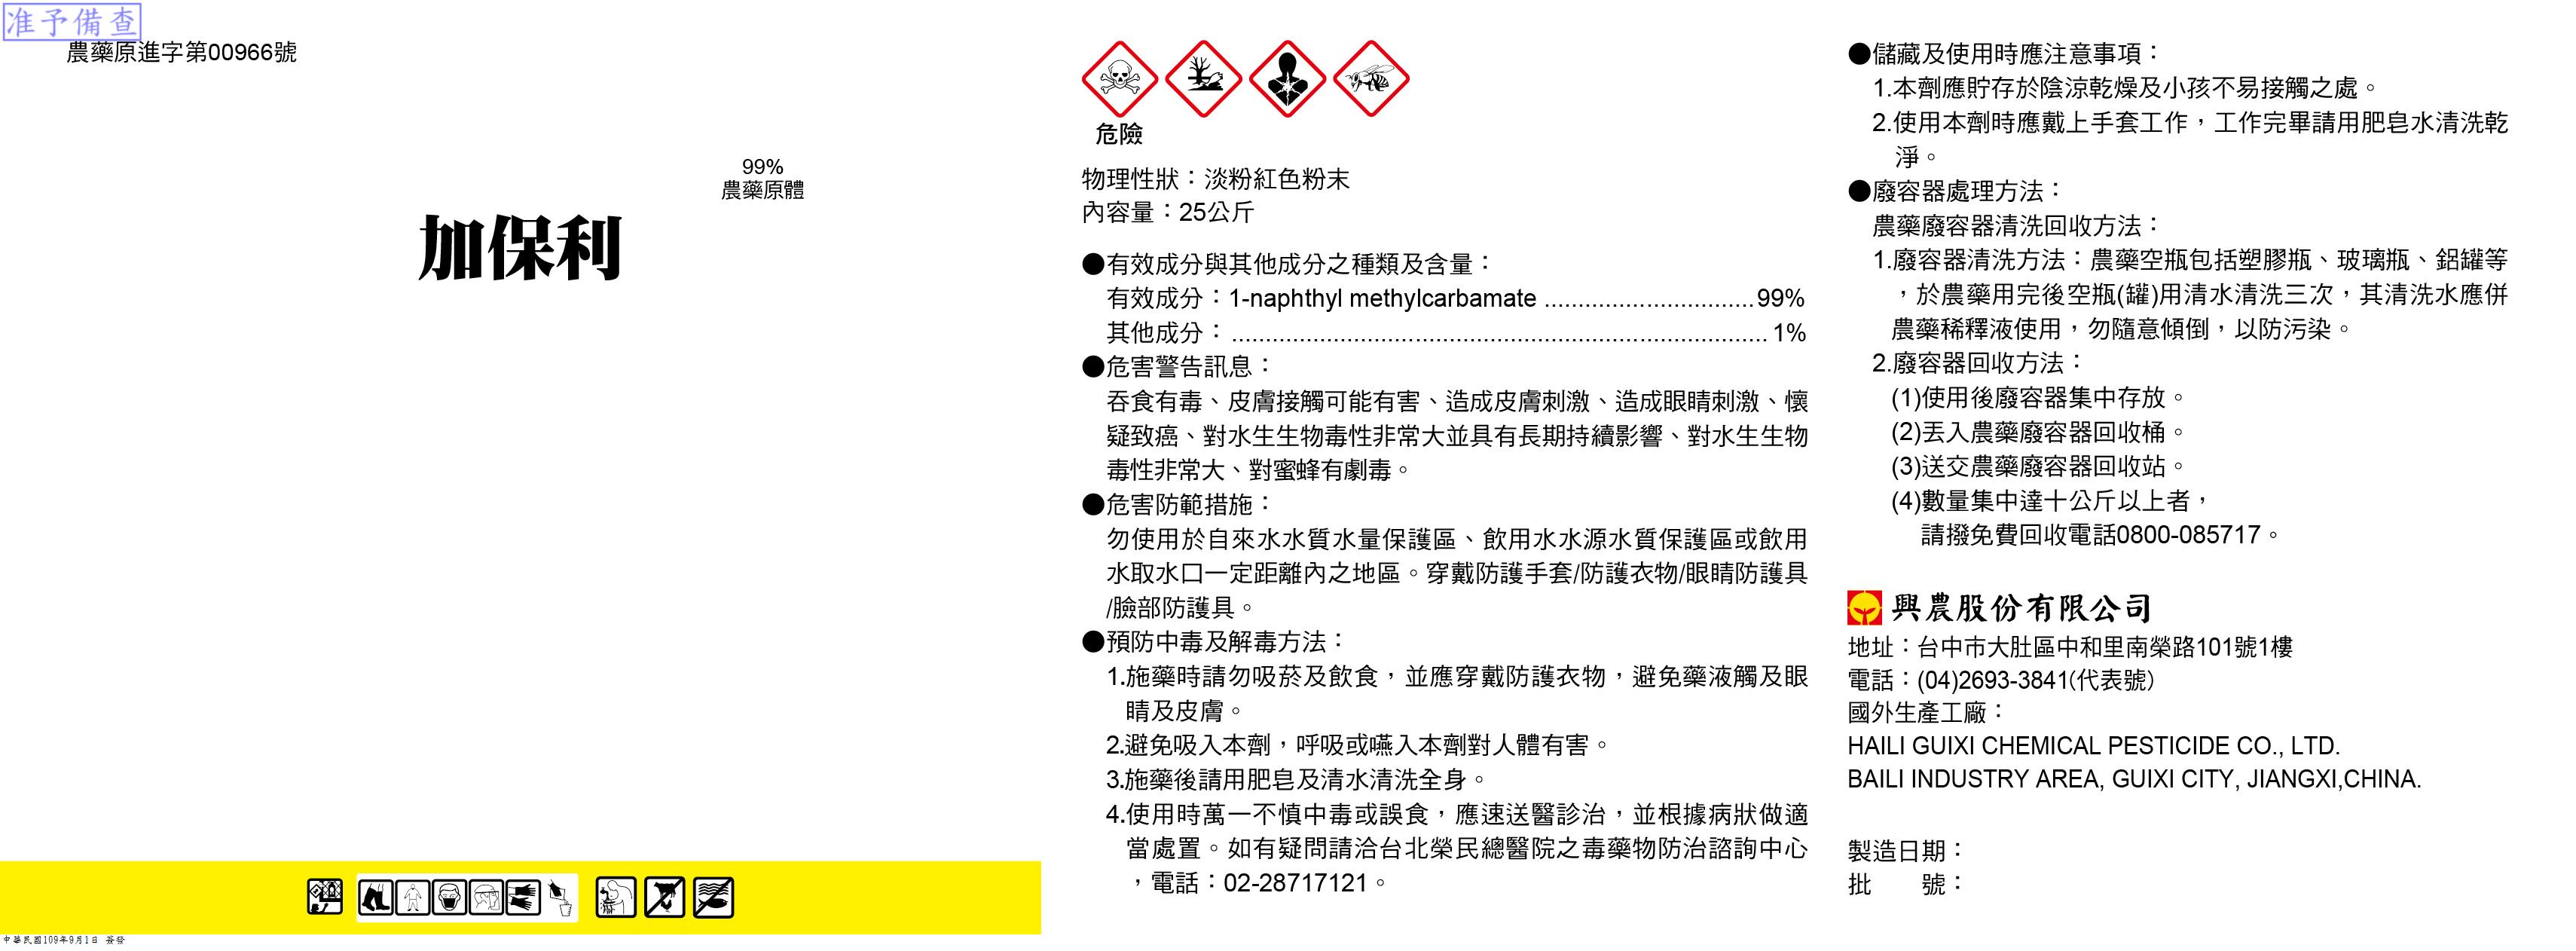 准予備查
農藥原進字第00966號
99%
農藥原體
加保利
中華民國109年9月1日 簽發
危險
物理性狀：淡粉紅色粉末
內容量：25公斤
●有效成分與其他成分之種類及含量：
有效成分：1-naphthyl methylcarbamate ...............................99%
其他成分：............................................................................... 1%
●危害警告訊息：
吞食有毒、皮膚接觸可能有害、造成皮膚刺激、造成眼睛刺激、懷
疑致癌、對水生生物毒性非常大並具有長期持續影響、對水生生物
毒性非常大、對蜜蜂有劇毒。
●危害防範措施：
勿使用於自來水水質水量保護區、飲用水水源水質保護區或飲用
水取水口一定距離內之地區。穿戴防護手套/防護衣物/眼睛防護具
/臉部防護具。
●預防中毒及解毒方法：
1.施藥時請勿吸菸及飲食，並應穿戴防護衣物，避免藥液觸及眼
睛及皮膚。
2.避免吸入本劑，呼吸或嚥入本劑對人體有害。
3.施藥後請用肥皂及清水清洗全身。
4.使用時萬一不慎中毒或誤食，應速送醫診治，並根據病狀做適
當處置。如有疑問請洽台北榮民總醫院之毒藥物防治諮詢中心
，電話：02-28717121。
●儲藏及使用時應注意事項：
1.本劑應貯存於陰涼乾燥及小孩不易接觸之處。
2.使用本劑時應戴上手套工作，工作完畢請用肥皂水清洗乾
淨。
●廢容器處理方法：
農藥廢容器清洗回收方法：
1.廢容器清洗方法：農藥空瓶包括塑膠瓶、玻璃瓶、鋁罐等
，於農藥用完後空瓶(罐)用清水清洗三次，其清洗水應併
農藥稀釋液使用，勿隨意傾倒，以防污染。
2.廢容器回收方法：
(1)使用後廢容器集中存放。
(2)丟入農藥廢容器回收桶。
(3)送交農藥廢容器回收站。
(4)數量集中達十公斤以上者，
請撥免費回收電話0800-085717。
興農股份有限公司
地址：台中市大肚區中和里南榮路101號1樓
電話：(04)2693-3841(代表號)
國外生產工廠：
HAILI GUIXI CHEMICAL PESTICIDE CO., LTD.
BAILI INDUSTRY AREA, GUIXI CITY, JIANGXI,CHINA.
製造日期：
批　　號：